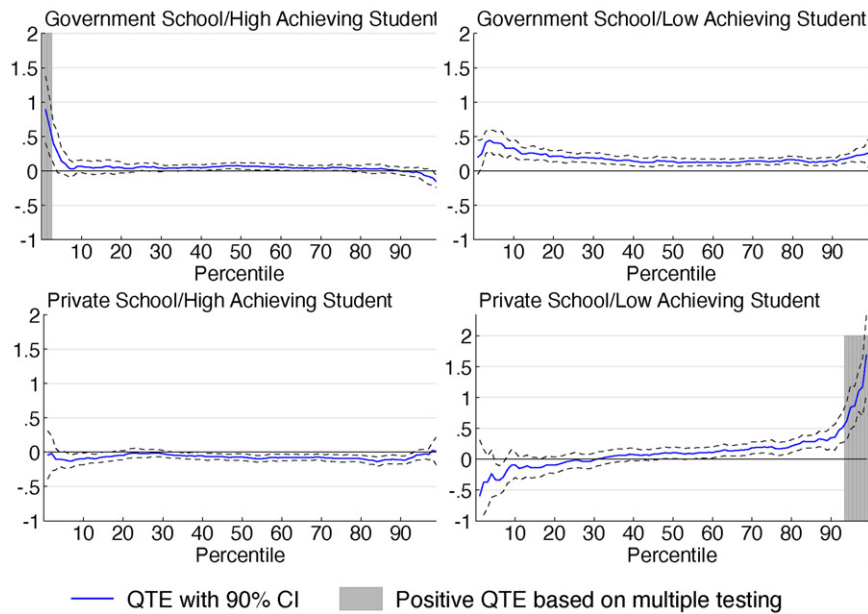 Government School/High Achieving Student
2
1.5
1
.5
0
-.5
-1
10 20 30 40 50 60 70 80 90
Percentile
Government School/Low Achieving Student
2
1.5
1
.5
0
-.5
-1
10 20 30 40 50 60 70 80 90
Percentile
Private School/High Achieving Student
2
1.5
1
.5
0
-.5
-1
10 20 30 40 50 60 70 80 90
Percentile
Private School/Low Achieving Student
2
1.5
1
.5
0
-.5
-1
10 20 30 40 50 60 70 80 90
Percentile
QTE with 90% CI
Positive QTE based on multiple testing